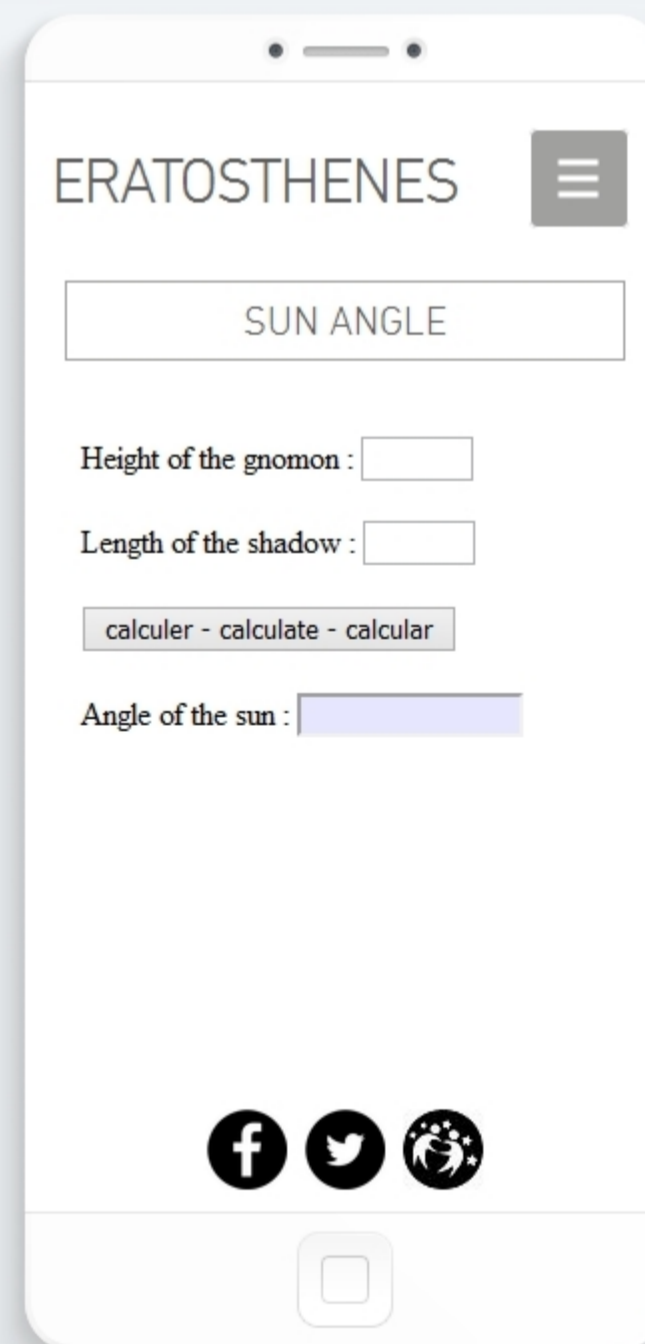 ERATOSTHENES
SUN ANGLE
Height of the gnomon :
Length of the shadow :
calculer - calculate - calcular
Angle of the sun :